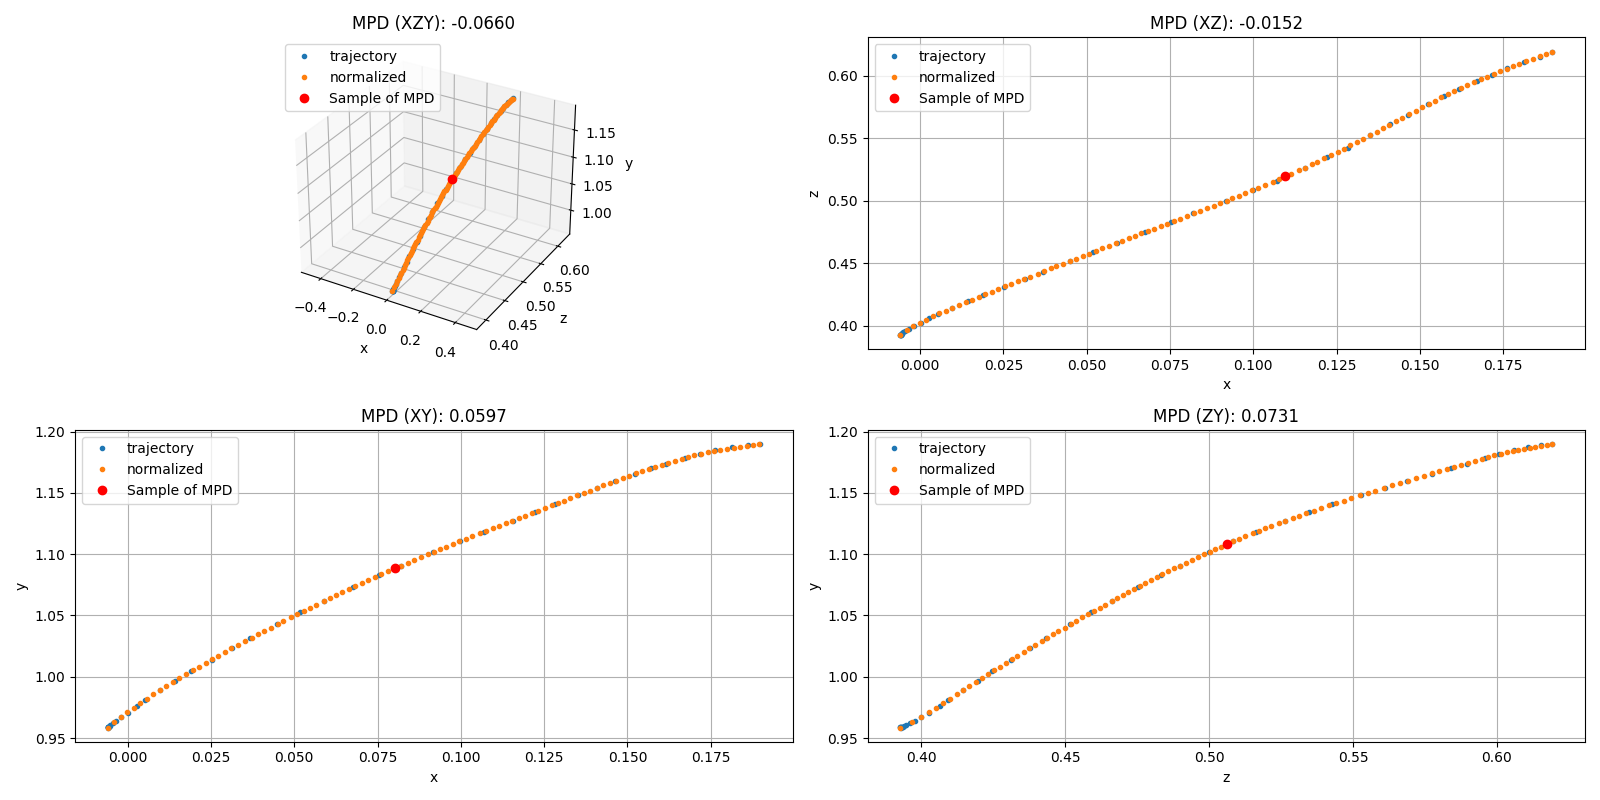 MPD (XZY): -0.0660
trajectory
normalized
Sample of MPD
1.15
1.10
1.05
1.00
y
−0.4
−0.2
0.0
0.2
0.4
x
0.40
0.45
0.50
0.55
0.60
z
MPD (XZ): -0.0152
trajectory
normalized
Sample of MPD
0.60
0.55
0.50
0.45
0.40
z
0.000 0.025 0.050 0.075 0.100 0.125 0.150 0.175
x
MPD (XY): 0.0597
trajectory
normalized
Sample of MPD
1.20
1.15
1.10
1.05
1.00
0.95
y
0.000 0.025 0.050 0.075 0.100 0.125 0.150 0.175
x
MPD (ZY): 0.0731
trajectory
normalized
Sample of MPD
1.20
1.15
1.10
1.05
1.00
0.95
y
0.40 0.45 0.50 0.55 0.60
z